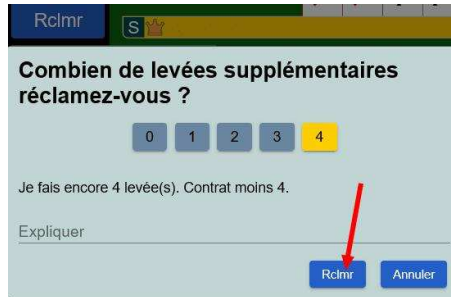 Rclmr
S
Combien de levées supplémentaires
réclamez-vous ?
0 1 2 3 4
Je fais encore 4 levée(s). Contrat moins 4.
Expliquer
Rclmr Annuler